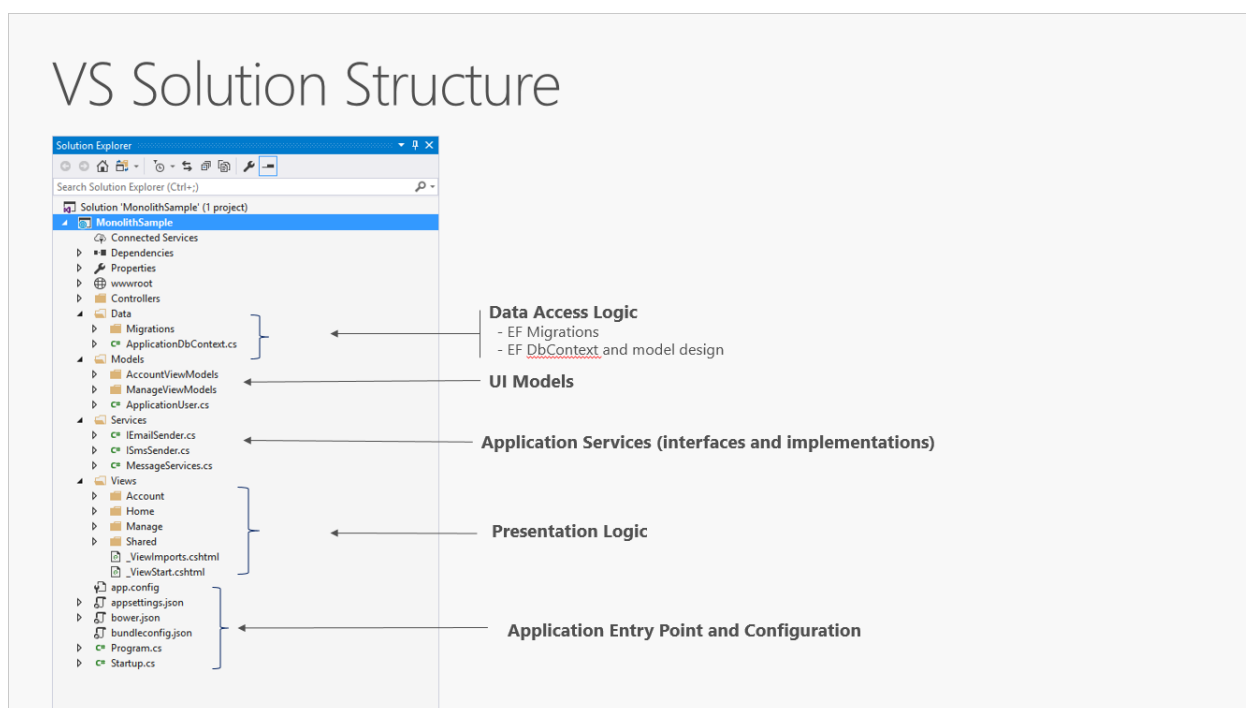 VS Solution Structure
Solution Explorer
Search Solution Explorer (Ctrl+;)
Solution 'MonolithSample' (1 project)
MonolithSample
Connected Services
Dependencies
Properties
wwwroot
Controllers
Data
Migrations
ApplicationDbContext.cs
Models
AccountViewModels
ManageViewModels
ApplicationUser.cs
Services
IEmailSender.cs
ISmsSender.cs
MessageServices.cs
Views
Account
Home
Manage
Shared
_ViewImports.cshtml
_ViewStart.cshtml
app.config
appsettings.json
bower.json
bundleconfig.json
Program.cs
Startup.cs
Data Access Logic
- EF Migrations
- EF DbContext and model design
UI Models
Application Services (interfaces and implementations)
Presentation Logic
Application Entry Point and Configuration